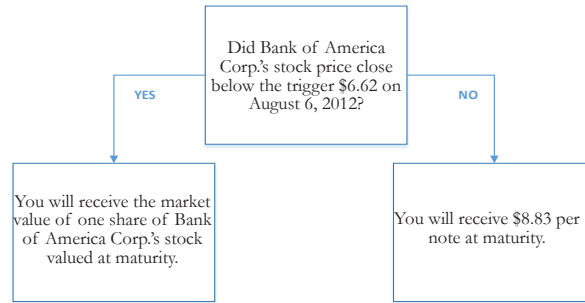 Did Bank of America
Corp.'s stock price close
below the trigger $6.62 on
August 6, 2012?
YES
NO
You will receive the market
value of one share of Bank
of America Corp.'s stock
valued at maturity.
You will receive $8.83 per
note at maturity.